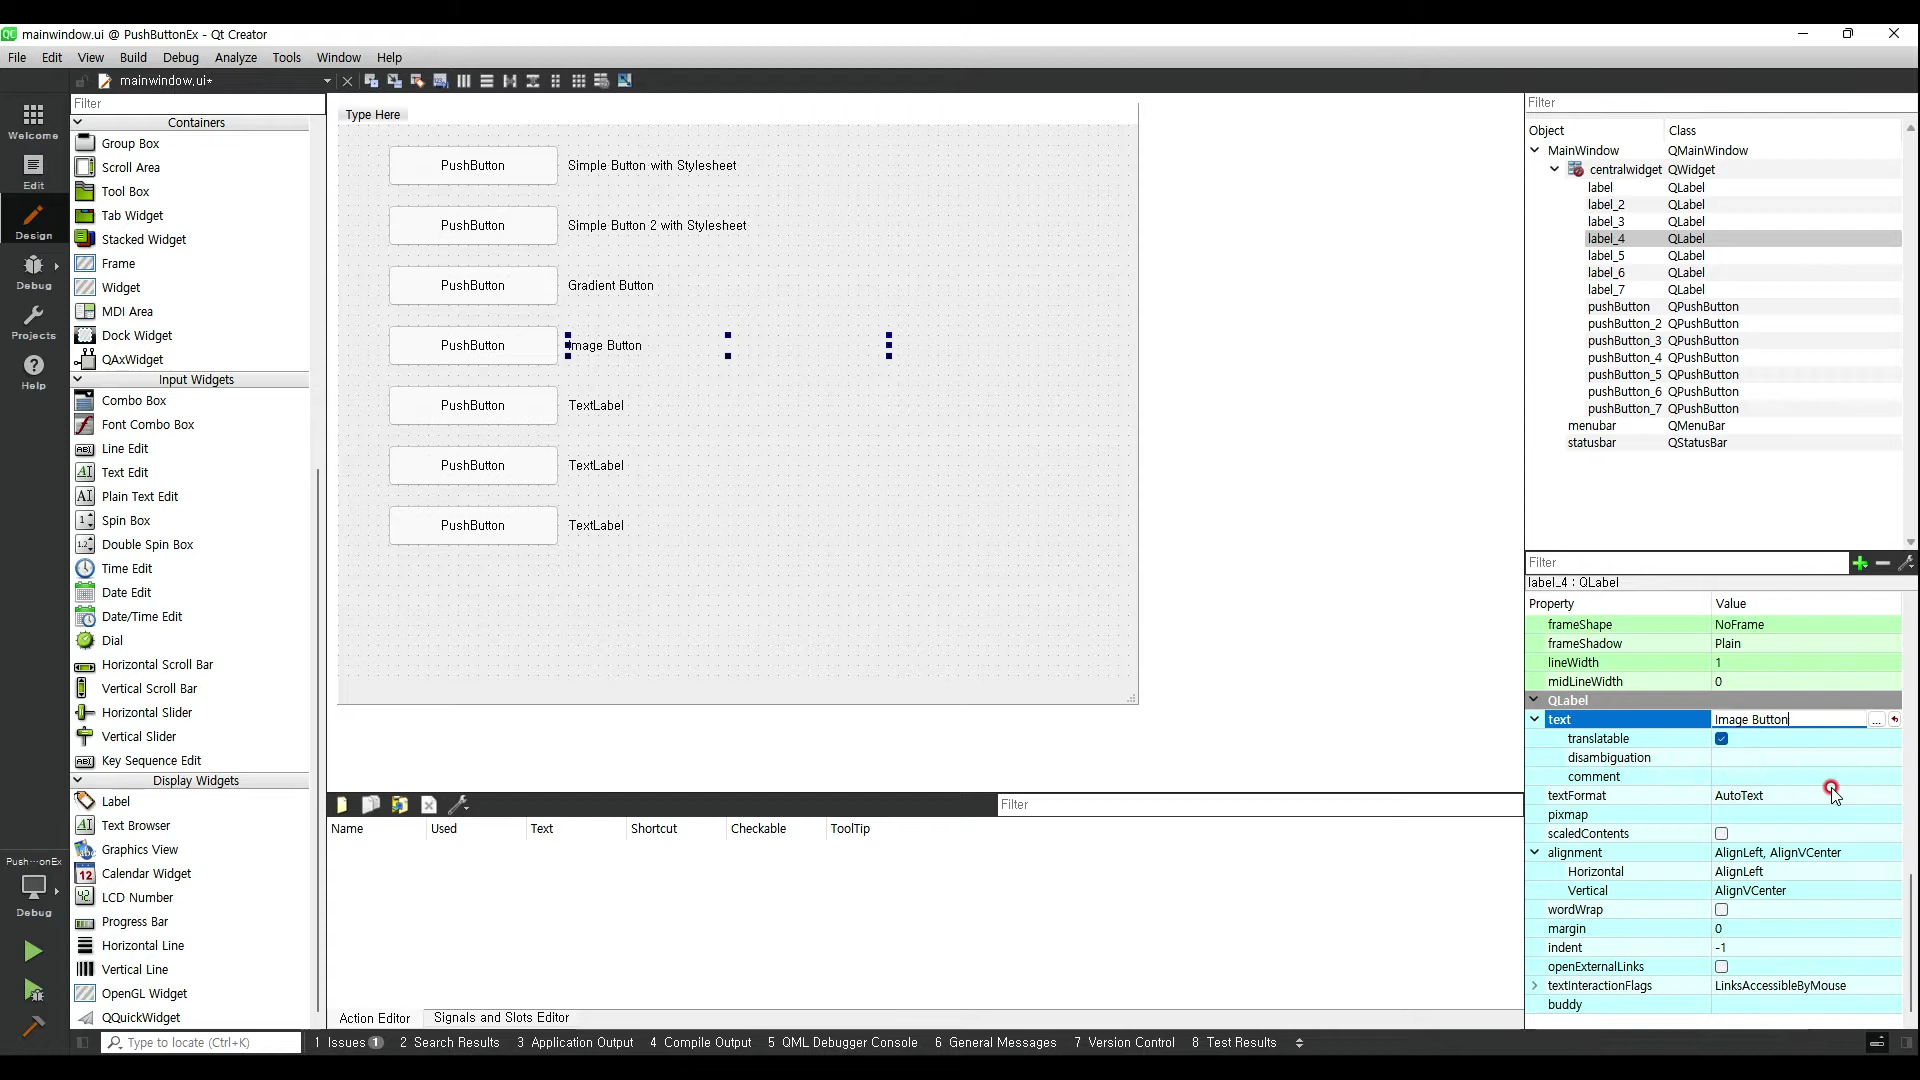 mainwindow.ui @ PushButtonEx - Qt Creator
File Edit View Build Debug Analyze Tools Window Help
mainwindow.ui*
Welcome
Edit
Design
Debug
Projects
Help
Push···onEx
Debug
Filter
Containers
Group Box
Scroll Area
Tool Box
Tab Widget
Stacked Widget
Frame
Widget
MDI Area
Dock Widget
QAxWidget
Input Widgets
Combo Box
Font Combo Box
Line Edit
Text Edit
Plain Text Edit
Spin Box
Double Spin Box
Time Edit
Date Edit
Date/Time Edit
Dial
Horizontal Scroll Bar
Vertical Scroll Bar
Horizontal Slider
Vertical Slider
Key Sequence Edit
Display Widgets
Label
Text Browser
Graphics View
Calendar Widget
LCD Number
Progress Bar
Horizontal Line
Vertical Line
OpenGL Widget
QQuickWidget
Type Here
PushButton Simple Button with Stylesheet
PushButton Simple Button 2 with Stylesheet
PushButton Gradient Button
PushButton Image Button
PushButton TextLabel
PushButton TextLabel
PushButton TextLabel
Filter
Name Used Text Shortcut Checkable ToolTip
Action Editor Signals and Slots Editor
Filter
Object Class
MainWindow QMainWindow
centralwidget QWidget
label QLabel
label_2 QLabel
label_3 QLabel
label_4 QLabel
label_5 QLabel
label_6 QLabel
label_7 QLabel
pushButton QPushButton
pushButton_2 QPushButton
pushButton_3 QPushButton
pushButton_4 QPushButton
pushButton_5 QPushButton
pushButton_6 QPushButton
pushButton_7 QPushButton
menubar QMenuBar
statusbar QStatusBar
Filter
label_4 : QLabel
Property Value
frameShape NoFrame
frameShadow Plain
lineWidth 1
midLineWidth 0
QLabel
text Image Button ...
translatable
disambiguation
comment
textFormat AutoText
pixmap
scaledContents
alignment AlignLeft, AlignVCenter
Horizontal AlignLeft
Vertical AlignVCenter
wordWrap
margin 0
indent -1
openExternalLinks
textInteractionFlags LinksAccessibleByMouse
buddy
Type to locate (Ctrl+K) 1 Issues 1 2 Search Results 3 Application Output 4 Compile Output 5 QML Debugger Console 6 General Messages 7 Version Control 8 Test Results